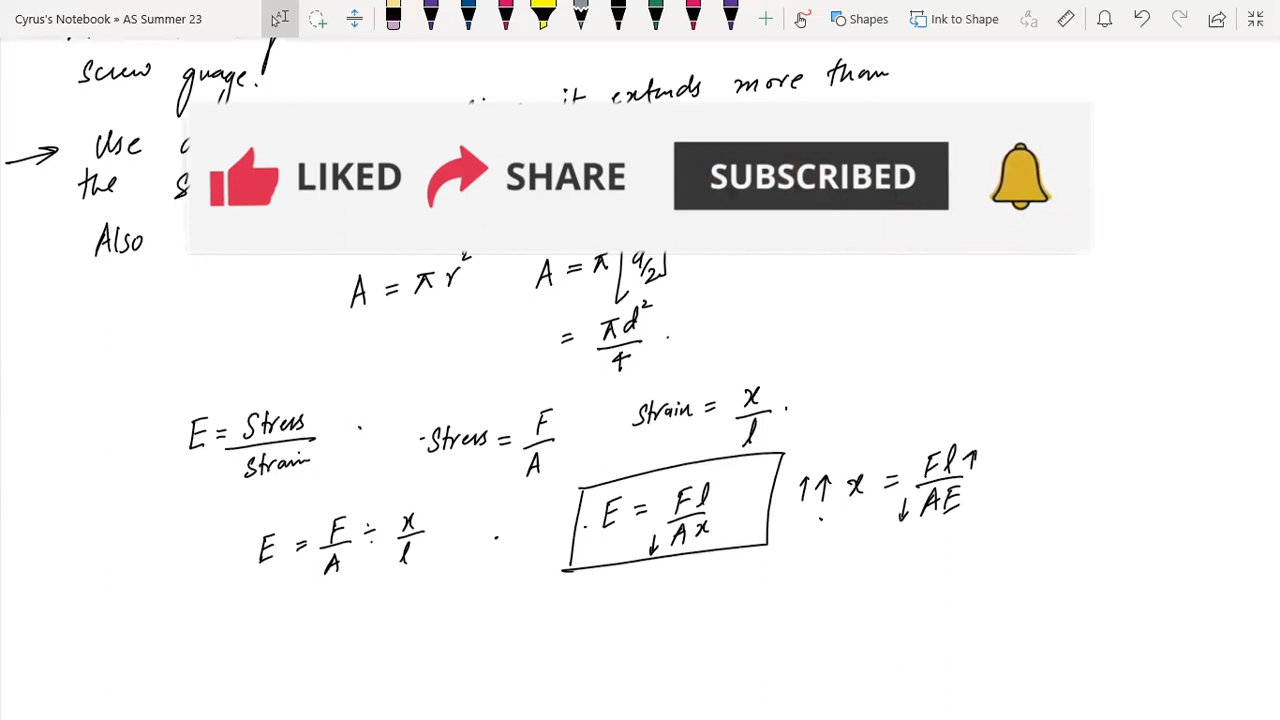 Cyrus's Notebook » AS Summer 23
Shapes Ink to Shape
screw guage!
it extends more than
→ Use
the s
Also
LIKED SHARE SUBSCRIBED
A = πr² A = π[d/2]
= πd²/4 .
E = Stress/Strain . Stress = F/A Strain = x/l .
E = F/A ÷ x/l . E = Fl/Ax ↓ ↑↑ x = Fl↑/↓AE